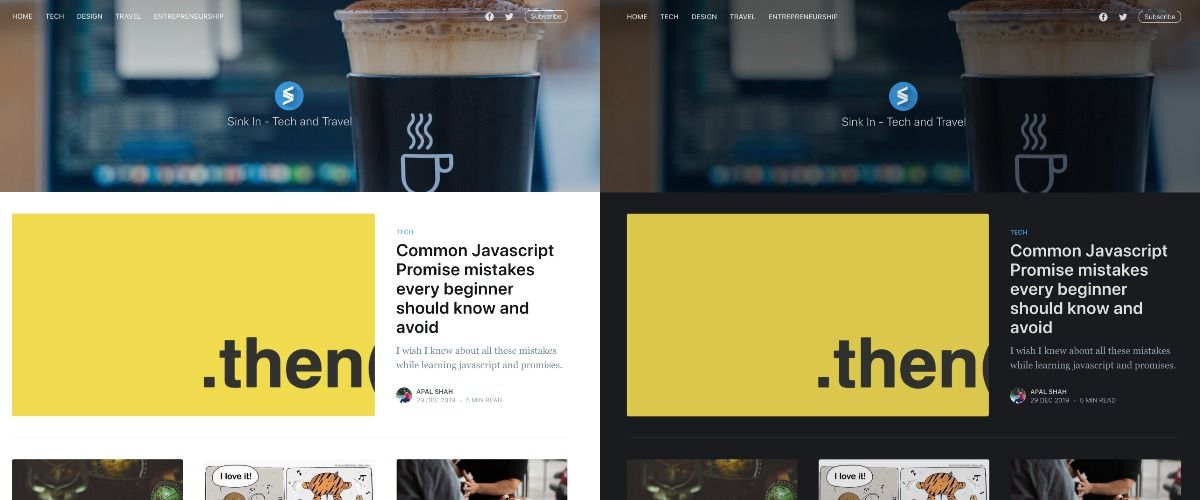 HOME TECH DESIGN TRAVEL ENTREPRENEURSHIP Subscribe
Sink In - Tech and Travel
.then(
TECH
Common Javascript
Promise mistakes
every beginner
should know and
avoid
I wish I knew about all these mistakes
while learning javascript and promises.
APAL SHAH
29 DEC 2019 • 6 MIN READ
I love it!
HOME TECH DESIGN TRAVEL ENTREPRENEURSHIP Subscribe
Sink In - Tech and Travel
.then(
TECH
Common Javascript
Promise mistakes
every beginner
should know and
avoid
I wish I knew about all these mistakes
while learning javascript and promises.
APAL SHAH
29 DEC 2019 • 6 MIN READ
I love it!